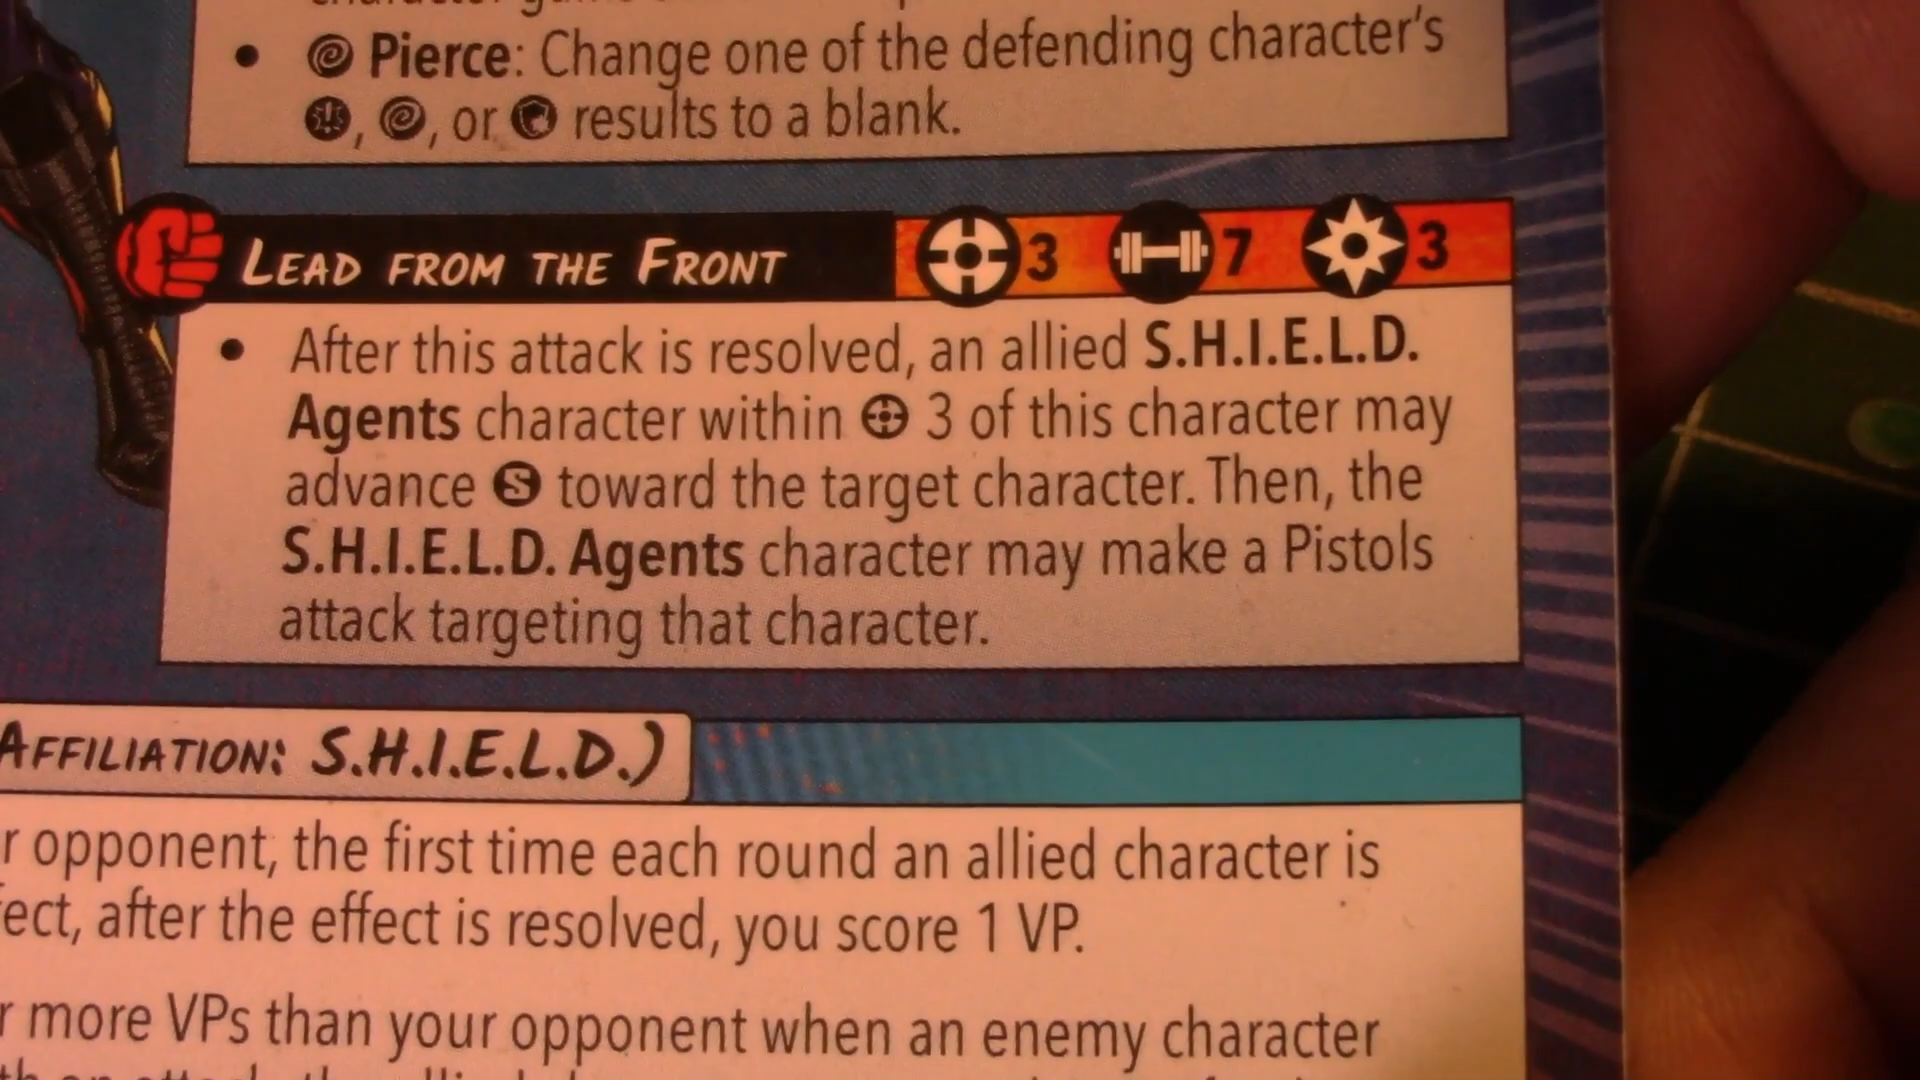 • Pierce: Change one of the defending character's
, , or results to a blank.
LEAD FROM THE FRONT 3 7 3
• After this attack is resolved, an allied S.H.I.E.L.D.
Agents character within 3 of this character may
advance S toward the target character. Then, the
S.H.I.E.L.D. Agents character may make a Pistols
attack targeting that character.
AFFILIATION: S.H.I.E.L.D.)
opponent, the first time each round an allied character is
after the effect is resolved, you score 1 VP.
more VPs than your opponent when an enemy character